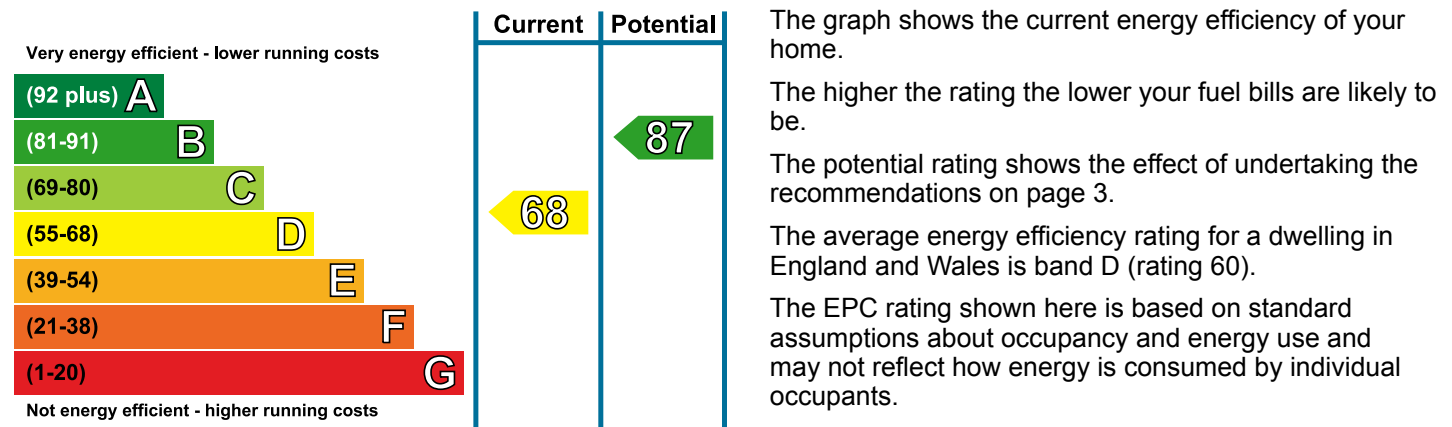 Current Potential
Very energy efficient - lower running costs
(92 plus) A
(81-91) B
87
(69-80) C
(55-68) D
68
(39-54) E
(21-38) F
(1-20) G
Not energy efficient - higher running costs
The graph shows the current energy efficiency of your
home.
The higher the rating the lower your fuel bills are likely to
be.
The potential rating shows the effect of undertaking the
recommendations on page 3.
The average energy efficiency rating for a dwelling in
England and Wales is band D (rating 60).
The EPC rating shown here is based on standard
assumptions about occupancy and energy use and
may not reflect how energy is consumed by individual
occupants.